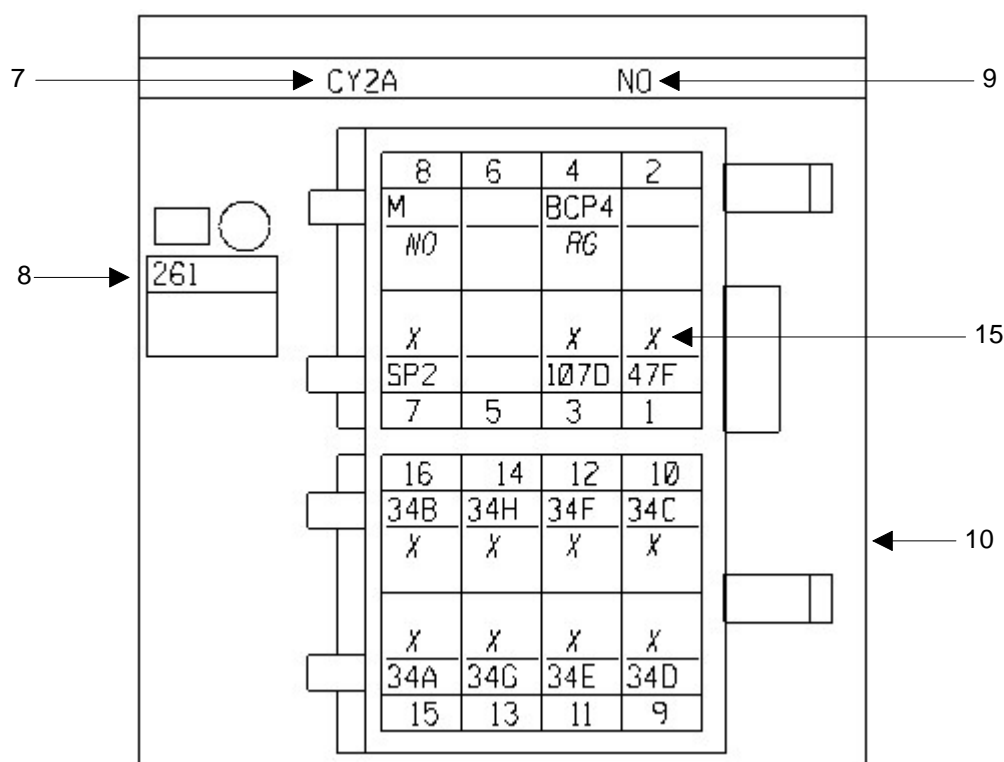 7 CY2A NO 9
8 6 4 2
M BCP4
NO RG
8 261
X X X 15
SP2 107D 47F
7 5 3 1
16 14 12 10
34B 34H 34F 34C
X X X X 10
X X X X
34A 34G 34E 34D
15 13 11 9